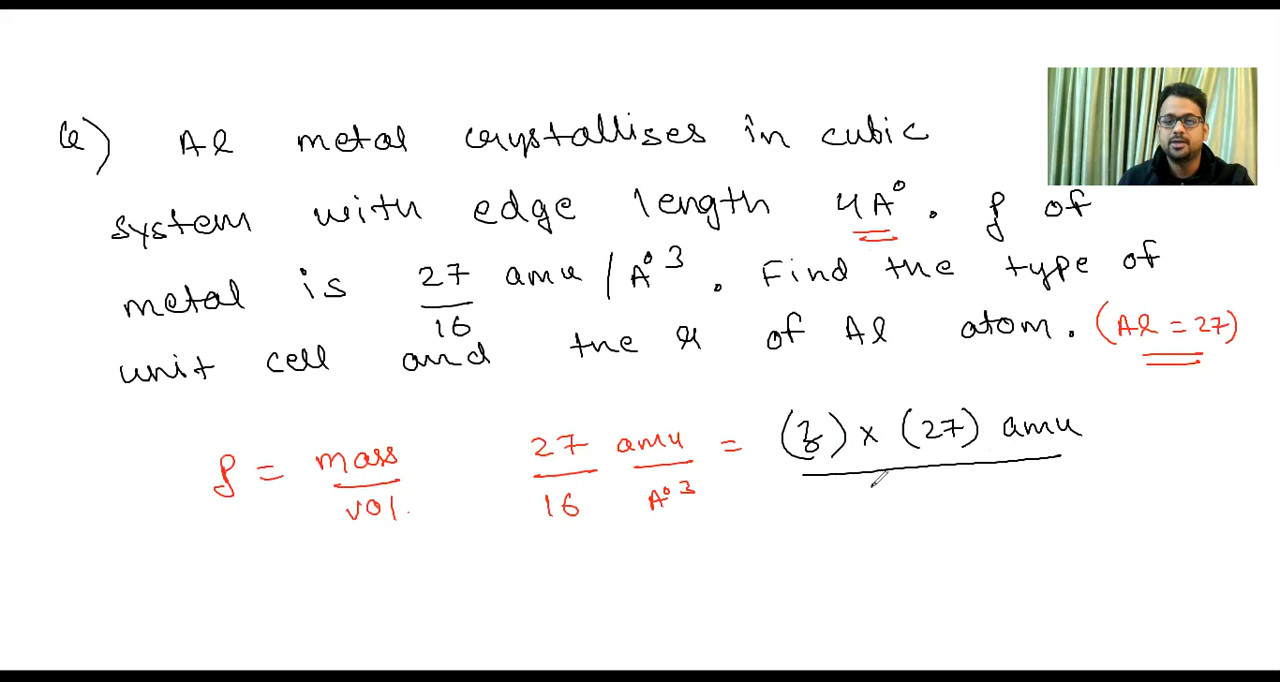 Q) Al metal crystallises in cubic
system with edge length 4A°. ρ of
metal is 27/16 amu/A°3. Find the type of
unit cell and the r of Al atom. (Al = 27)
ρ = mass/vol. 27/16 amu/A°3 = (z) x (27) amu